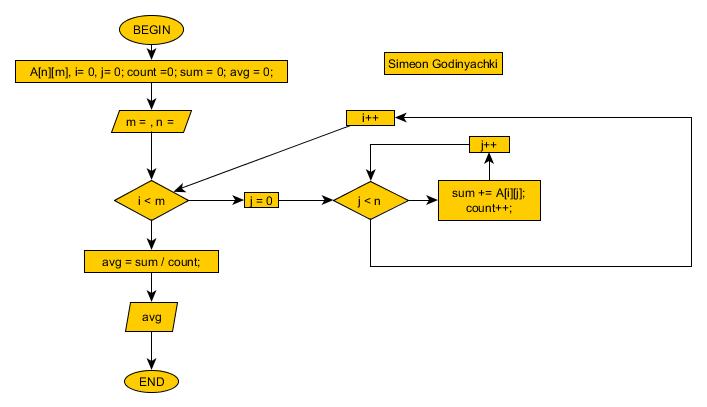 BEGIN
A[n][m], i= 0, j= 0; count =0; sum = 0; avg = 0;
Simeon Godinyachki
m = , n =
i++
j++
i < m
j = 0
j < n
sum += A[i][j];
count++;
avg = sum / count;
avg
END